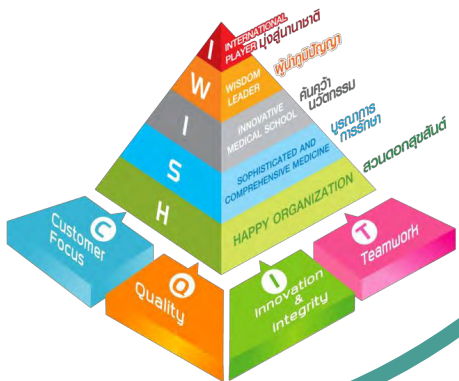 I
INTERNATIONAL
PLAYER
มุ่งสู่นานาชาติ
W
WISDOM
LEADER
ผู้นำภูมิปัญญา
I
INNOVATIVE
MEDICAL SCHOOL
ค้นคว้า
นวัตกรรม
S
SOPHISTICATED AND
COMPREHENSIVE MEDICINE
บูรณาการ
การรักษา
H
HAPPY ORGANIZATION
สวนดอกสุขสันต์
C
Customer
Focus
Q
Quality
I
Innovation
& Integrity
T
Teamwork